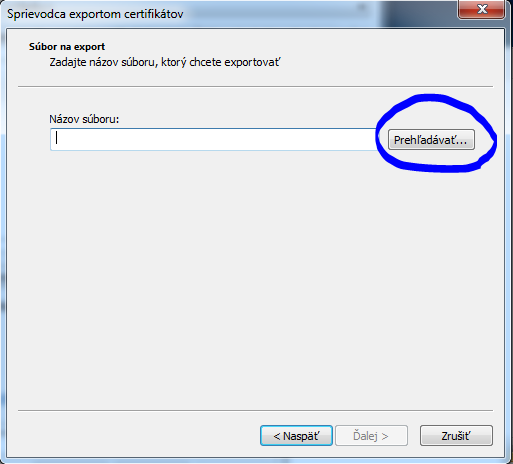 Sprievodca exportom certifikátov
Súbor na export
Zadajte názov súboru, ktorý chcete exportovať
Názov súboru:
Prehľadávať...
< Naspäť
Ďalej >
Zrušiť